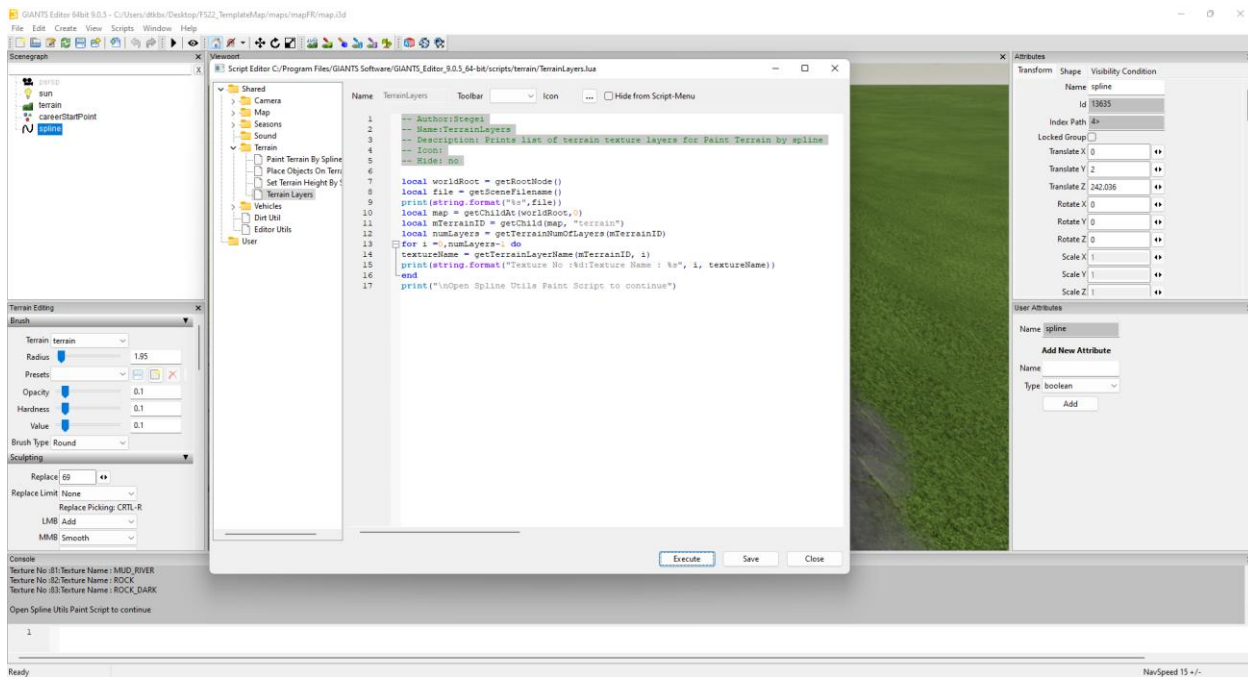 GIANTS Editor 64bit 9.0.5 - C:/Users/dtkbx/Desktop/FS22_TemplateMap/maps/mapFR/map.i3d
File Edit Create View Scripts Window Help
Scenegraph
X
persp
sun
terrain
careerStartPoint
spline
Viewport
Script Editor C:/Program Files/GIANTS Software/GIANTS_Editor_9.0.5_64-bit/scripts/terrain/TerrainLayers.lua
Shared
Camera
Map
Seasons
Sound
Terrain
Paint Terrain By Spline
Place Objects On Terra
Set Terrain Height By S
Terrain Layers
Vehicles
Dirt Util
Editor Utils
User
Name TerrainLayers Toolbar Icon ... Hide from Script-Menu
1 -- Author:Stegei
2 -- Name:TerrainLayers
3 -- Description: Prints list of terrain texture layers for Paint Terrain by spline
4 -- Icon:
5 -- Hide: no
6
7 local worldRoot = getRootNode()
8 local file = getSceneFilename()
9 print(string.format("%s",file))
10 local map = getChildAt(worldRoot,0)
11 local mTerrainID = getChild(map, "terrain")
12 local numLayers = getTerrainNumOfLayers(mTerrainID)
13 for i =0,numLayers-1 do
14 textureName = getTerrainLayerName(mTerrainID, i)
15 print(string.format("Texture No :%d:Texture Name : %s", i, textureName))
16 end
17 print("\nOpen Spline Utils Paint Script to continue")
Execute Save Close
Attributes
Transform Shape Visibility Condition
Name spline
Id 13635
Index Path 4>
Locked Group
Translate X 0
Translate Y 2
Translate Z 242.036
Rotate X 0
Rotate Y 0
Rotate Z 0
Scale X 1
Scale Y 1
Scale Z 1
User Attributes
Name spline
Add New Attribute
Name
Type boolean
Add
Terrain Editing
Brush
Terrain terrain
Radius 1.95
Presets
Opacity 0.1
Hardness 0.1
Value 0.1
Brush Type Round
Sculpting
Replace 69
Replace Limit None
Replace Picking: CRTL-R
LMB Add
MMB Smooth
Console
Texture No :81:Texture Name : MUD_RIVER
Texture No :82:Texture Name : ROCK
Texture No :83:Texture Name : ROCK_DARK
Open Spline Utils Paint Script to continue
1
Ready
NavSpeed 15 +/-